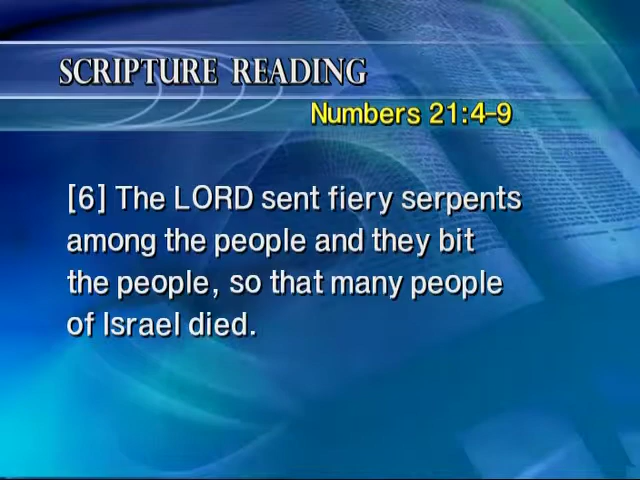 SCRIPTURE READING
Numbers 21:4-9
[6] The LORD sent fiery serpents
among the people and they bit
the people, so that many people
of Israel died.